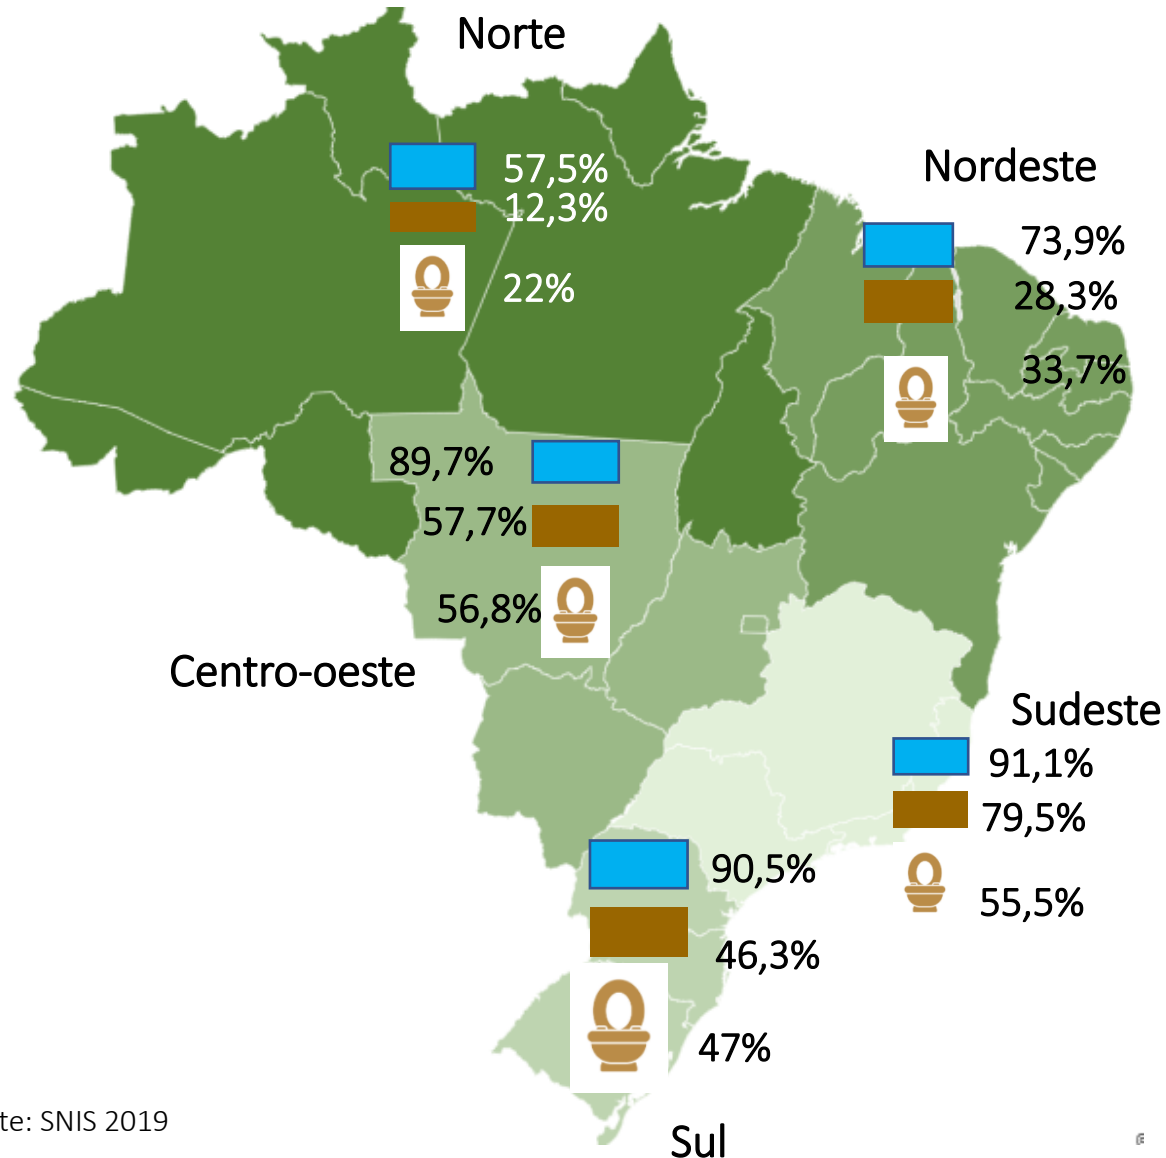 Norte
57,5%
12,3%
22%
Nordeste
73,9%
28,3%
33,7%
89,7%
57,7%
56,8%
Centro-oeste
Sudeste
91,1%
79,5%
55,5%
90,5%
46,3%
47%
Sul
te: SNIS 2019